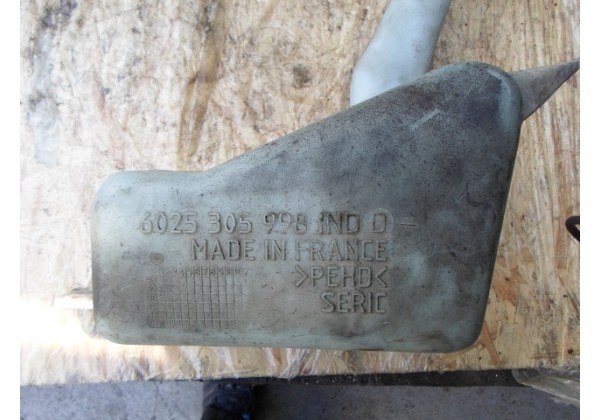 6025 305 998 IND D -
MADE IN FRANCE
>PEHD<
SERIC